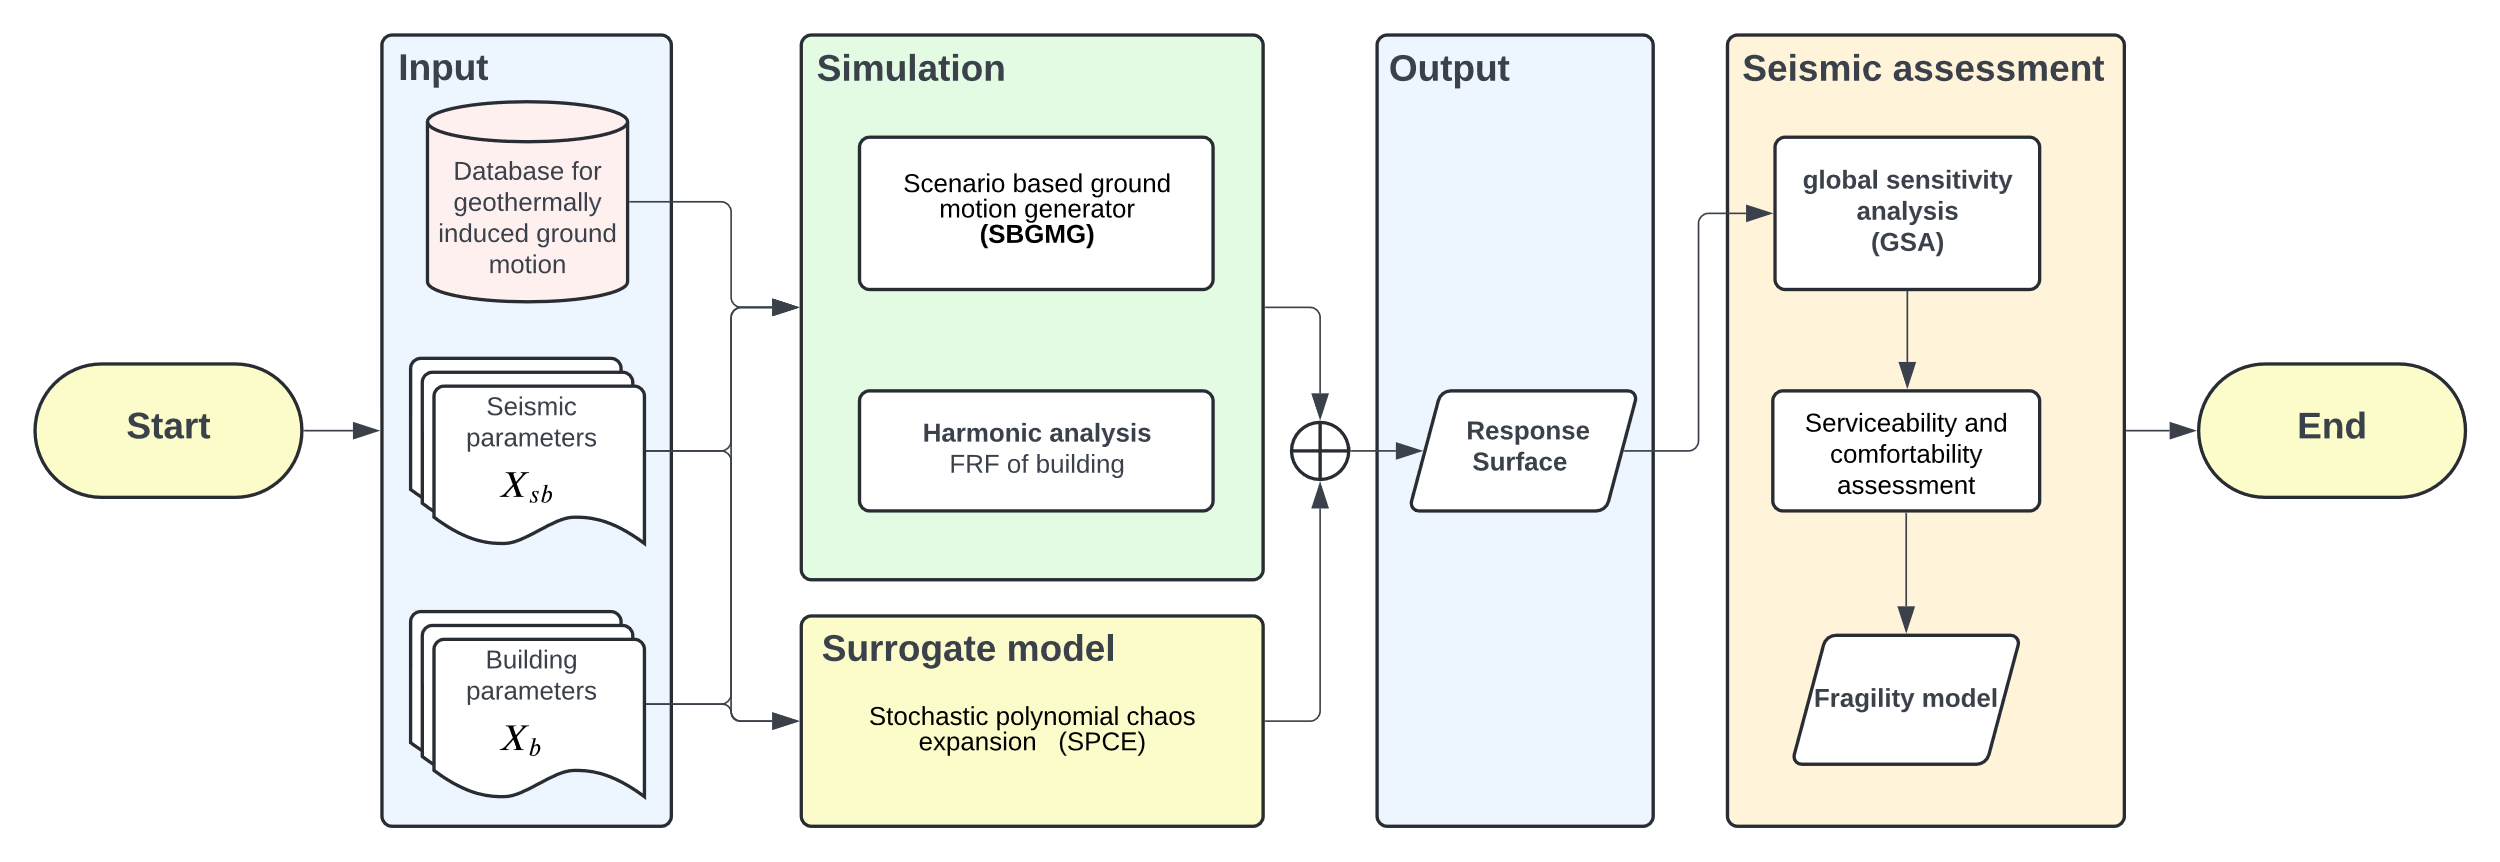 Start
Input
Database for
geothermally
induced ground
motion
Seismic
parameters
X sb
Building
parameters
X b
Simulation
Scenario based ground
motion generator
(SBGMG)
Harmonic analysis
FRF of building
Surrogate model
Stochastic polynomial chaos
expansion (SPCE)
Output
Response
Surface
Seismic assessment
global sensitivity
analysis
(GSA)
Serviceability and
comfortability
assessment
Fragility model
End